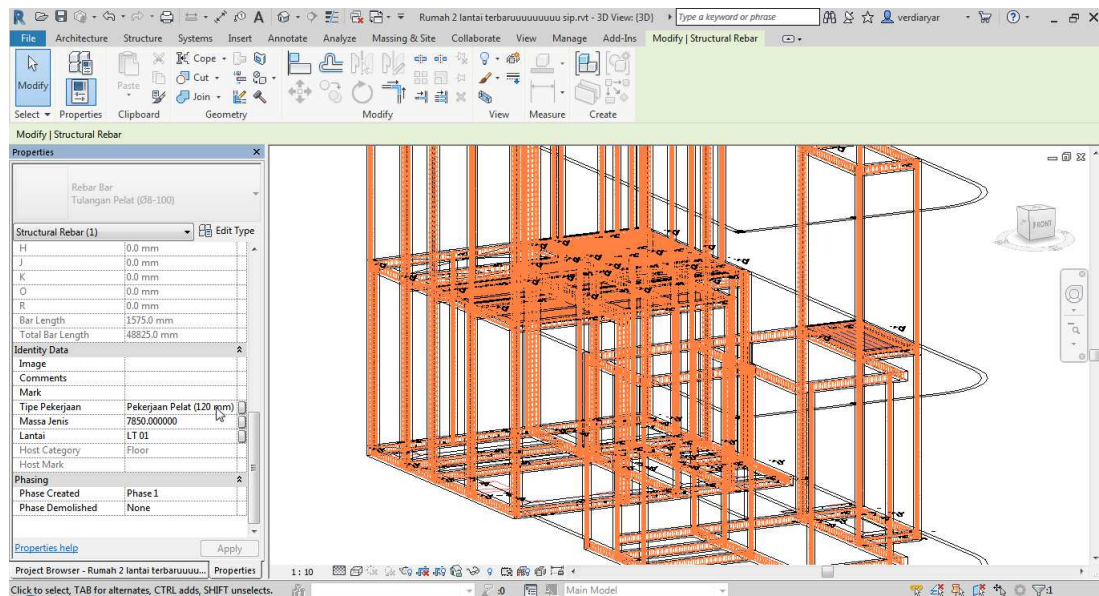 Rumah 2 lantai terbaruuuuuuuuu sip.rvt - 3D View: {3D}
Type a keyword or phrase
verdiaryar
File Architecture Structure Systems Insert Annotate Analyze Massing & Site Collaborate View Manage Add-Ins Modify | Structural Rebar
Modify
Paste
Cope
Cut
Join
Select Properties Clipboard Geometry Modify View Measure Create
Modify | Structural Rebar
Properties
Rebar Bar
Tulangan Pelat (Ø8-100)
Structural Rebar (1) Edit Type
H 0.0 mm
J 0.0 mm
K 0.0 mm
O 0.0 mm
R 0.0 mm
Bar Length 1575.0 mm
Total Bar Length 48825.0 mm
Identity Data
Image
Comments
Mark
Tipe Pekerjaan Pekerjaan Pelat (120 mm)
Massa Jenis 7850.000000
Lantai LT 01
Host Category Floor
Host Mark
Phasing
Phase Created Phase 1
Phase Demolished None
Properties help Apply
Project Browser - Rumah 2 lantai terbaruuuu... Properties
FRONT
1 : 10
Click to select, TAB for alternates, CTRL adds, SHIFT unselects.
:0
Main Model
:1